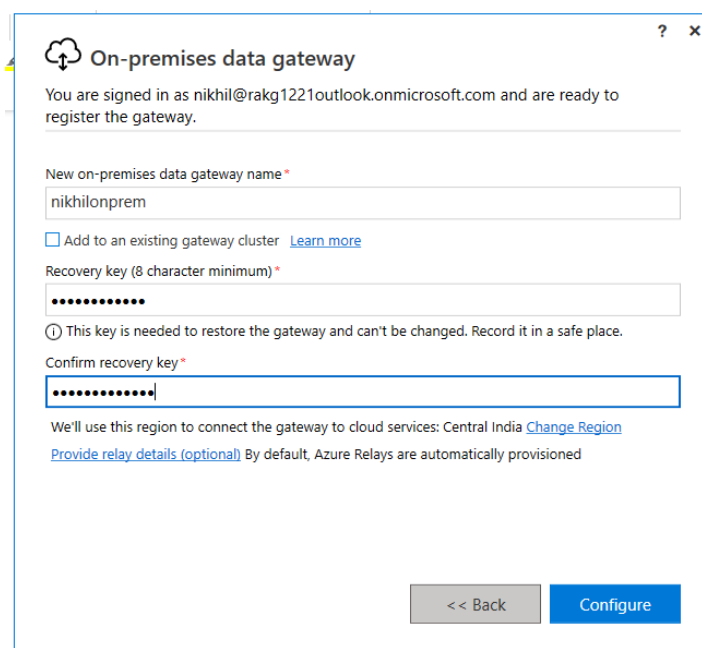 ? ×
On-premises data gateway
You are signed in as nikhil@rakg1221outlook.onmicrosoft.com and are ready to
register the gateway.
New on-premises data gateway name*
nikhilonprem
Add to an existing gateway cluster Learn more
Recovery key (8 character minimum)*
••••••••••••
This key is needed to restore the gateway and can't be changed. Record it in a safe place.
Confirm recovery key*
•••••••••••••
We'll use this region to connect the gateway to cloud services: Central India Change Region
Provide relay details (optional) By default, Azure Relays are automatically provisioned
<< Back Configure